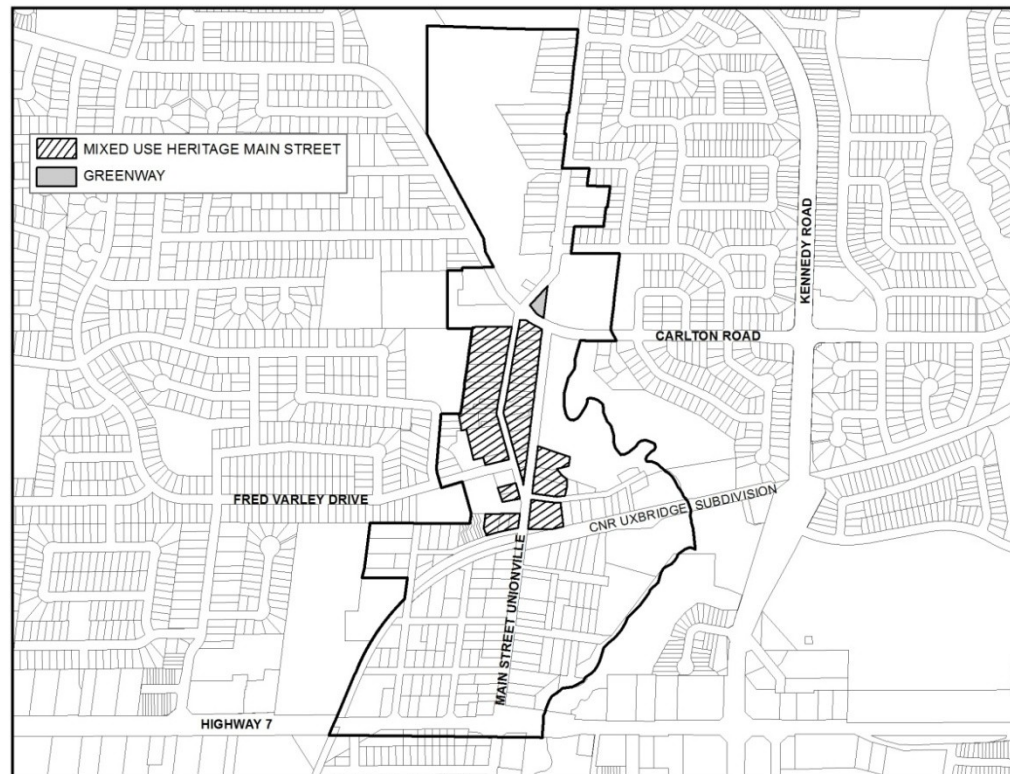 MIXED USE HERITAGE MAIN STREET
GREENWAY
KENNEDY ROAD
CARLTON ROAD
FRED VARLEY DRIVE
CNR UXBRIDGE SUBDIVISION
MAIN STREET UNIONVILLE
HIGHWAY 7